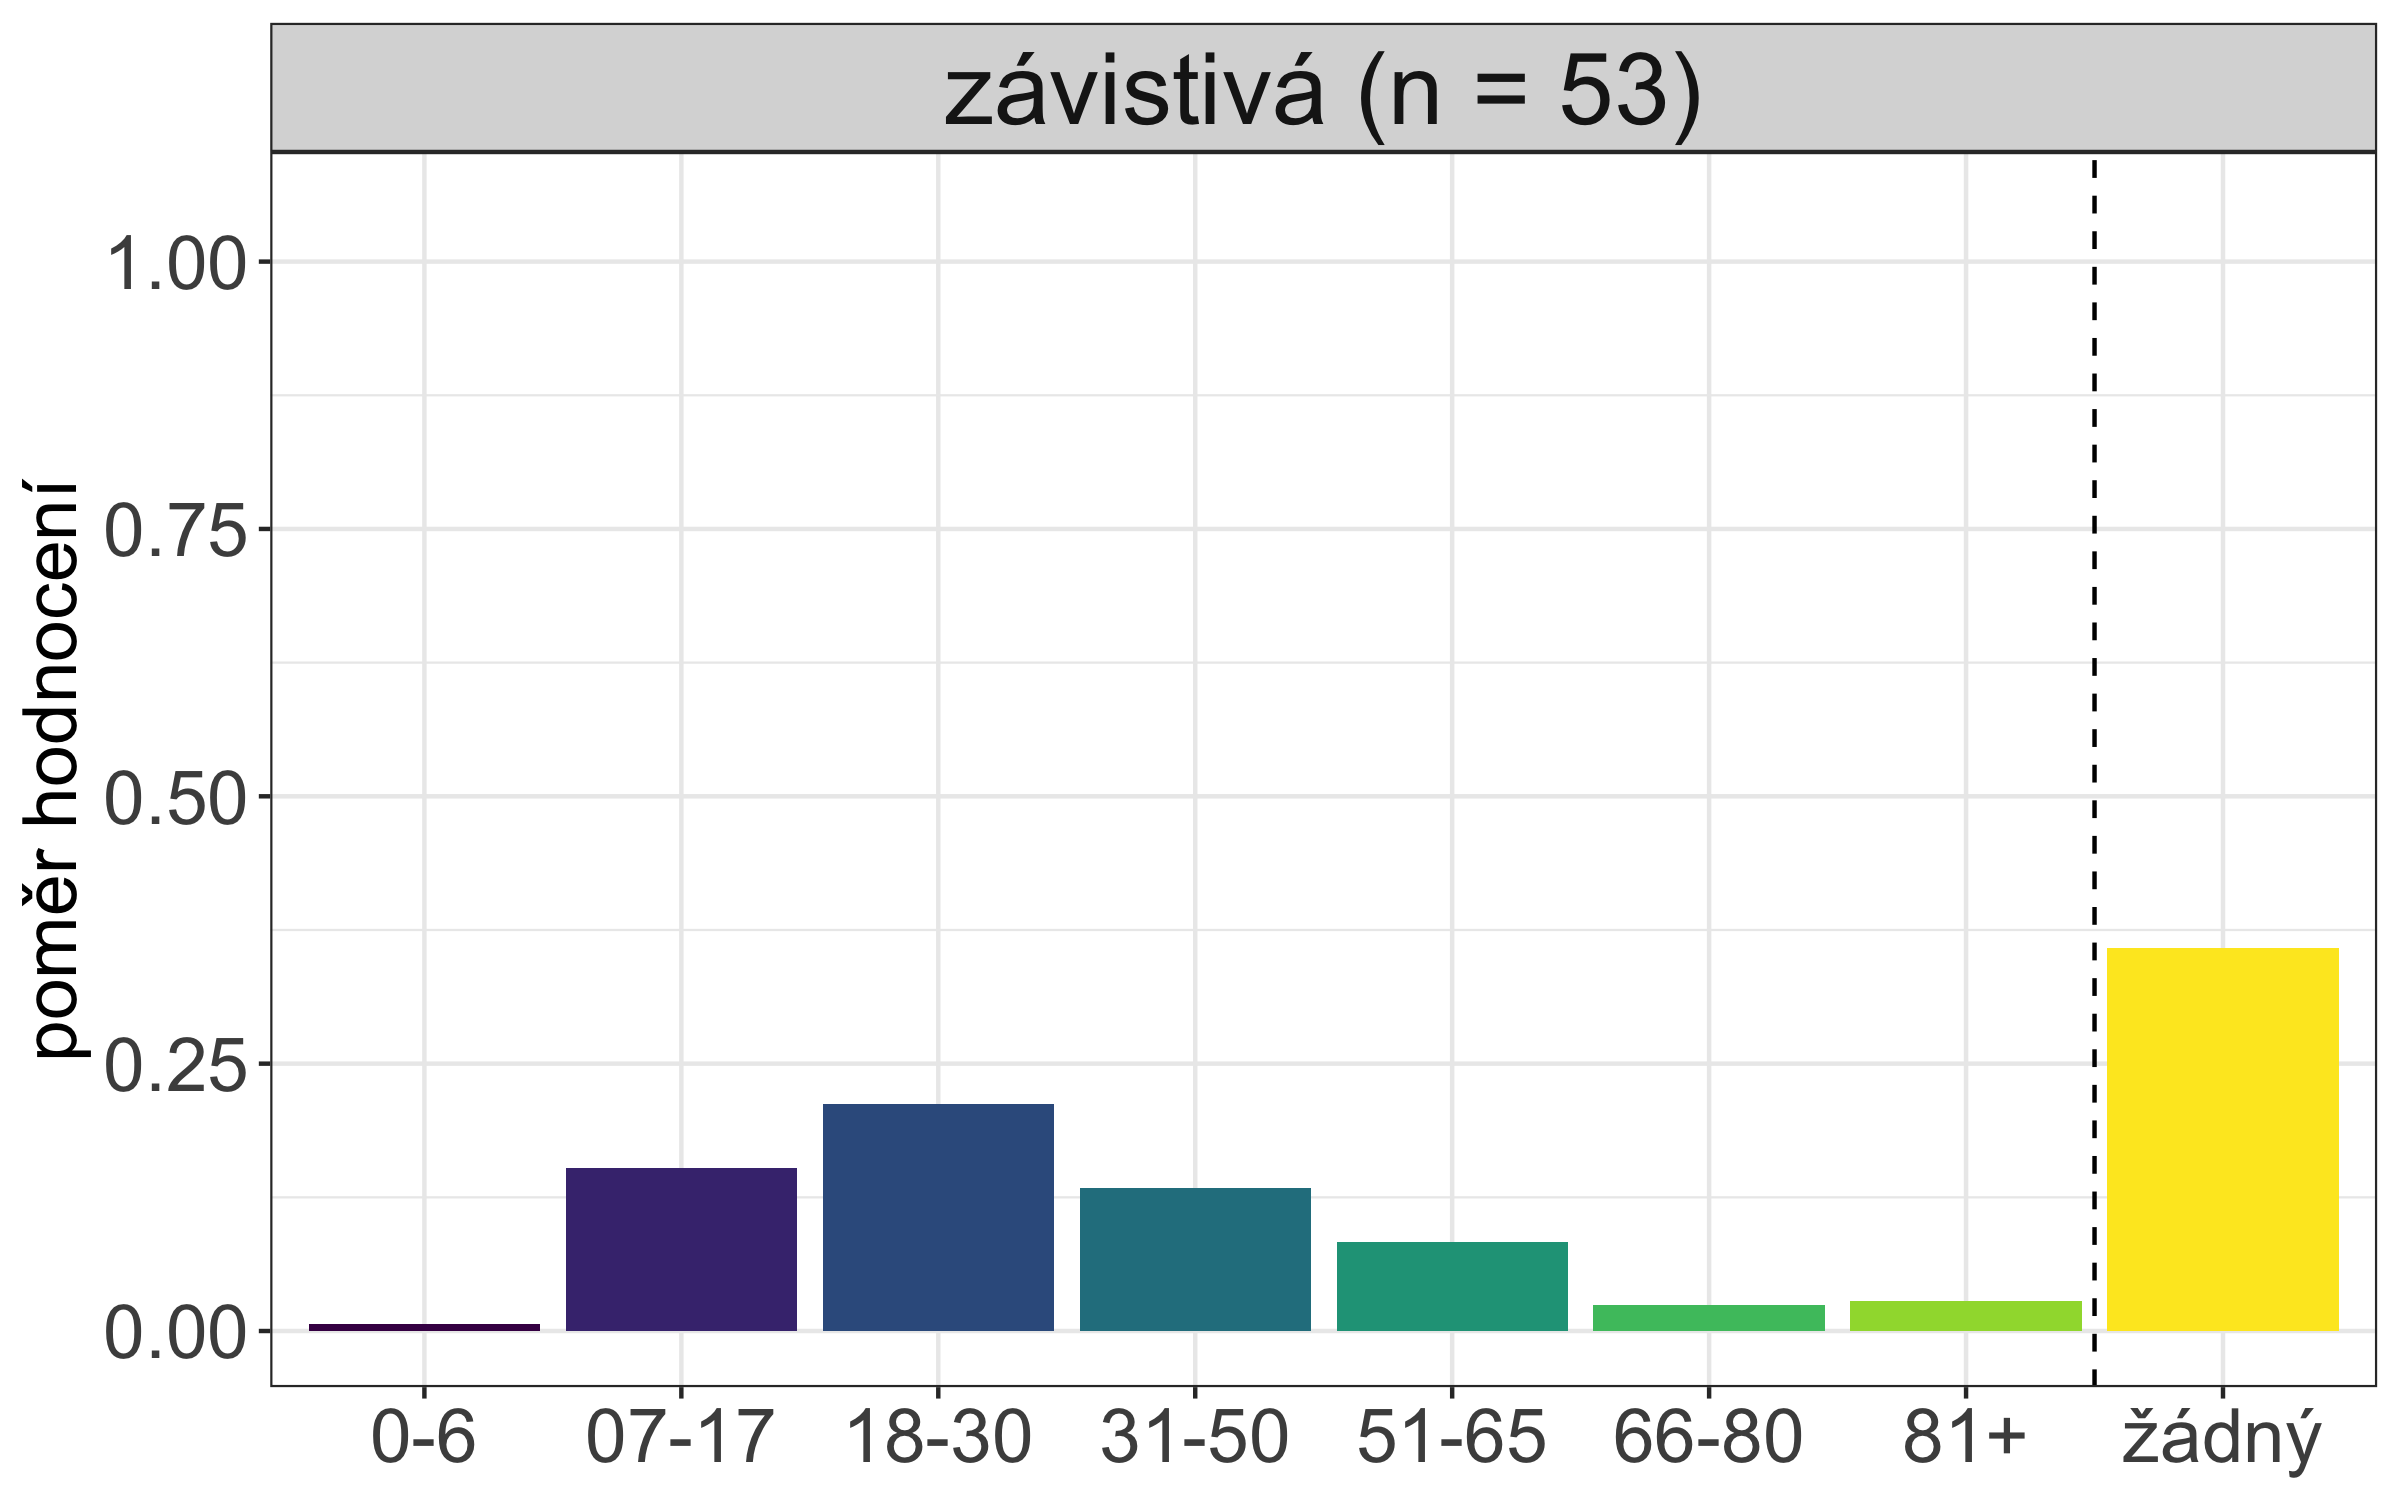 závistivá (n = 53)
poměr hodnocení
1.00
0.75
0.50
0.25
0.00
0-6 07-17 18-30 31-50 51-65 66-80 81+ žádný